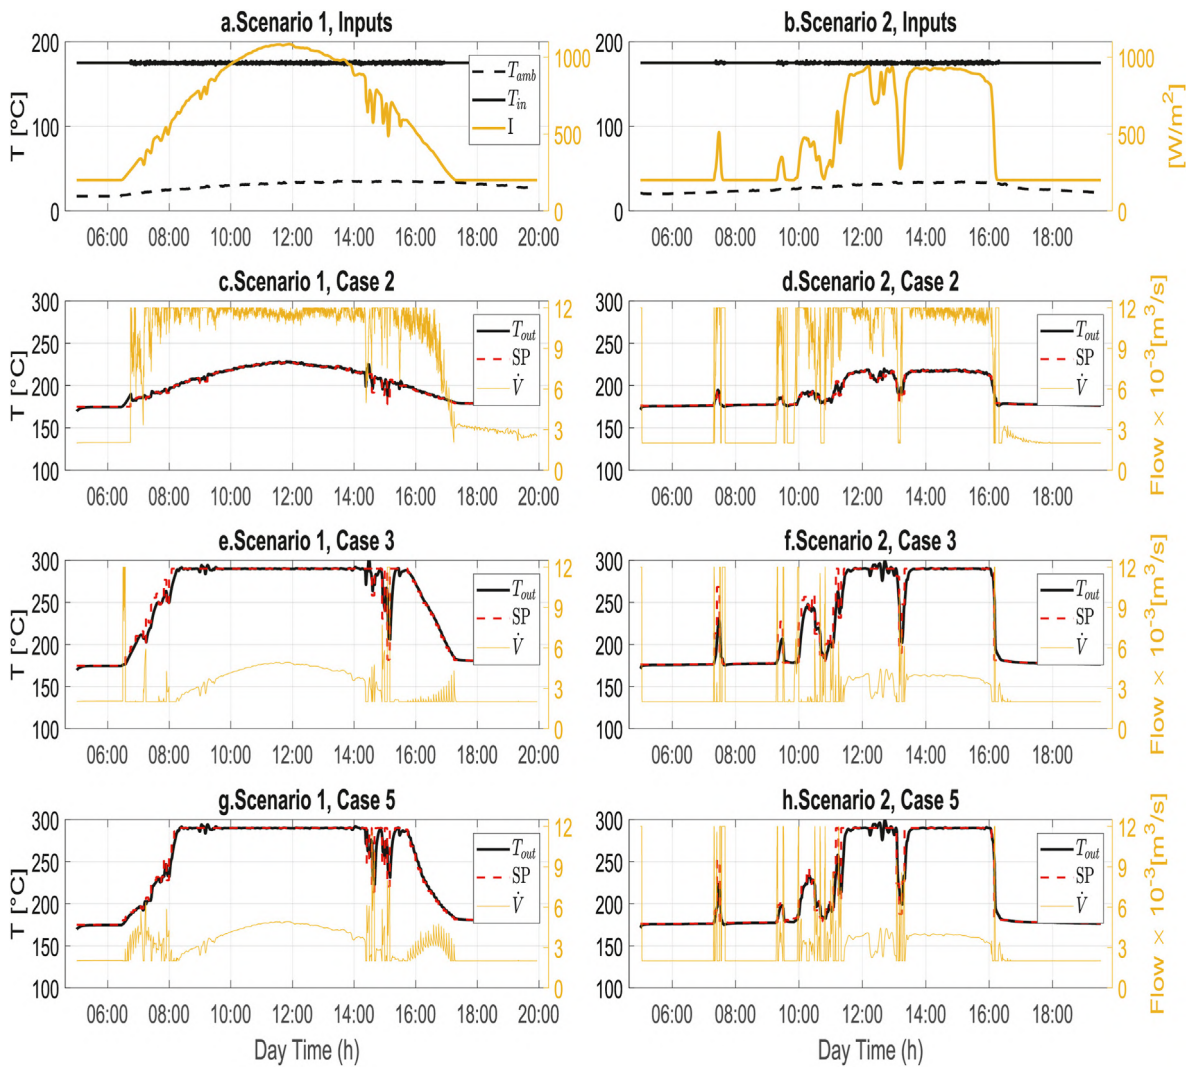 a.Scenario 1, Inputs
b.Scenario 2, Inputs
T [°C]
200
100
0
1000
500
0
T_amb
T_in
I
06:00 08:00 10:00 12:00 14:00 16:00 18:00 20:00
200
100
0
1000
500
0
[W/m²]
06:00 08:00 10:00 12:00 14:00 16:00 18:00
c.Scenario 1, Case 2
d.Scenario 2, Case 2
T [°C]
300
250
200
150
100
12
9
6
3
0
T_out
SP
V̇
06:00 08:00 10:00 12:00 14:00 16:00 18:00 20:00
300
250
200
150
100
12
9
6
3
0
Flow × 10⁻³[m³/s]
T_out
SP
V̇
06:00 08:00 10:00 12:00 14:00 16:00 18:00
e.Scenario 1, Case 3
f.Scenario 2, Case 3
T [°C]
300
250
200
150
100
12
9
6
3
0
T_out
SP
V̇
06:00 08:00 10:00 12:00 14:00 16:00 18:00 20:00
300
250
200
150
100
12
9
6
3
0
Flow × 10⁻³[m³/s]
T_out
SP
V̇
06:00 08:00 10:00 12:00 14:00 16:00 18:00
g.Scenario 1, Case 5
h.Scenario 2, Case 5
T [°C]
300
250
200
150
100
12
9
6
3
0
T_out
SP
V̇
06:00 08:00 10:00 12:00 14:00 16:00 18:00 20:00
Day Time (h)
300
250
200
150
100
12
9
6
3
0
Flow × 10⁻³[m³/s]
T_out
SP
V̇
06:00 08:00 10:00 12:00 14:00 16:00 18:00
Day Time (h)